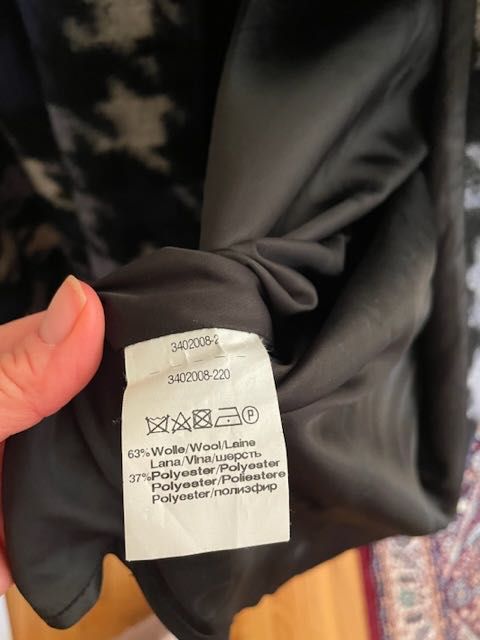 3402008-2
3402008-220
P
63% Wolle/Wool/Laine
Lana/Vlna/шерсть
37% Polyester/Polyester
Polyester/Poliestere
Polyester/полиэфир